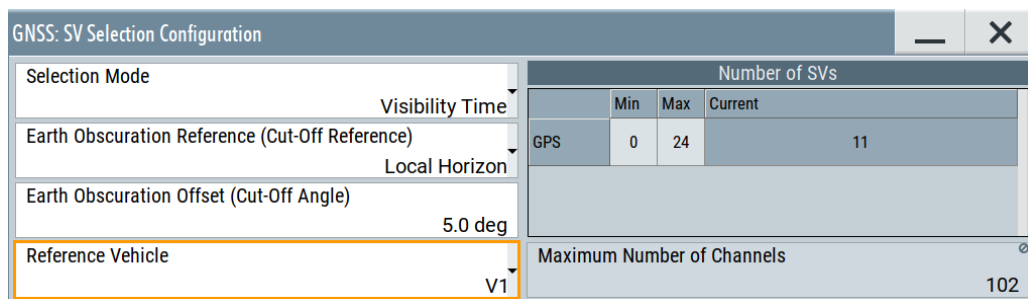 GNSS: SV Selection Configuration
Selection Mode
Visibility Time
Earth Obscuration Reference (Cut-Off Reference)
Local Horizon
Earth Obscuration Offset (Cut-Off Angle)
5.0 deg
Reference Vehicle
V1
Number of SVs
Min Max Current
GPS 0 24 11
Maximum Number of Channels
102